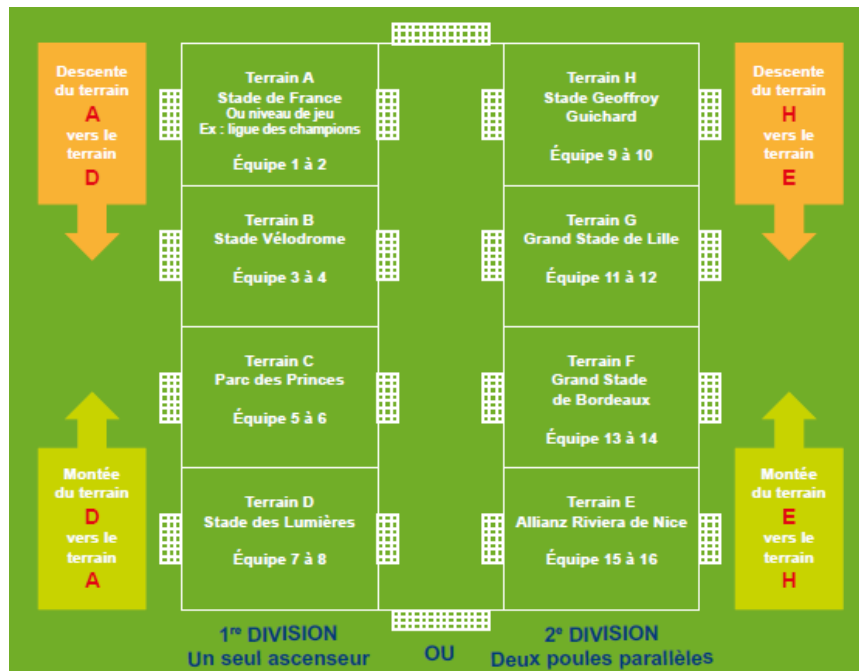 Descente
du terrain
A
vers le
terrain
D
Montée
du terrain
D
vers le
terrain
A
Terrain A
Stade de France
Ou niveau de jeu
Ex : ligue des champions
Équipe 1 à 2
Terrain B
Stade Vélodrome
Équipe 3 à 4
Terrain C
Parc des Princes
Équipe 5 à 6
Terrain D
Stade des Lumières
Équipe 7 à 8
Terrain H
Stade Geoffroy
Guichard
Équipe 9 à 10
Terrain G
Grand Stade de Lille
Équipe 11 à 12
Terrain F
Grand Stade
de Bordeaux
Équipe 13 à 14
Terrain E
Allianz Riviera de Nice
Équipe 15 à 16
Descente
du terrain
H
vers le
terrain
E
Montée
du terrain
E
vers le
terrain
H
1re DIVISION
Un seul ascenseur
OU
2e DIVISION
Deux poules parallèles